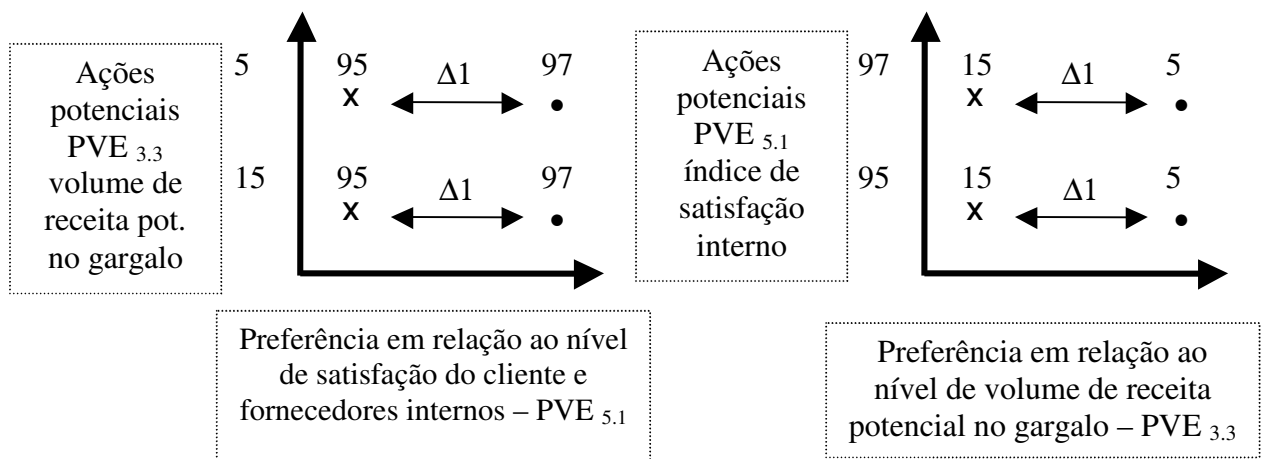 Ações
potenciais
PVE 3.3
volume de
receita pot.
no gargalo
5
95
Δ1
97
x
•
15
95
Δ1
97
x
•
Preferência em relação ao nível
de satisfação do cliente e
fornecedores internos – PVE 5.1
Ações
potenciais
PVE 5.1
índice de
satisfação
interno
97
15
Δ1
5
x
•
95
15
Δ1
5
x
•
Preferência em relação ao
nível de volume de receita
potencial no gargalo – PVE 3.3